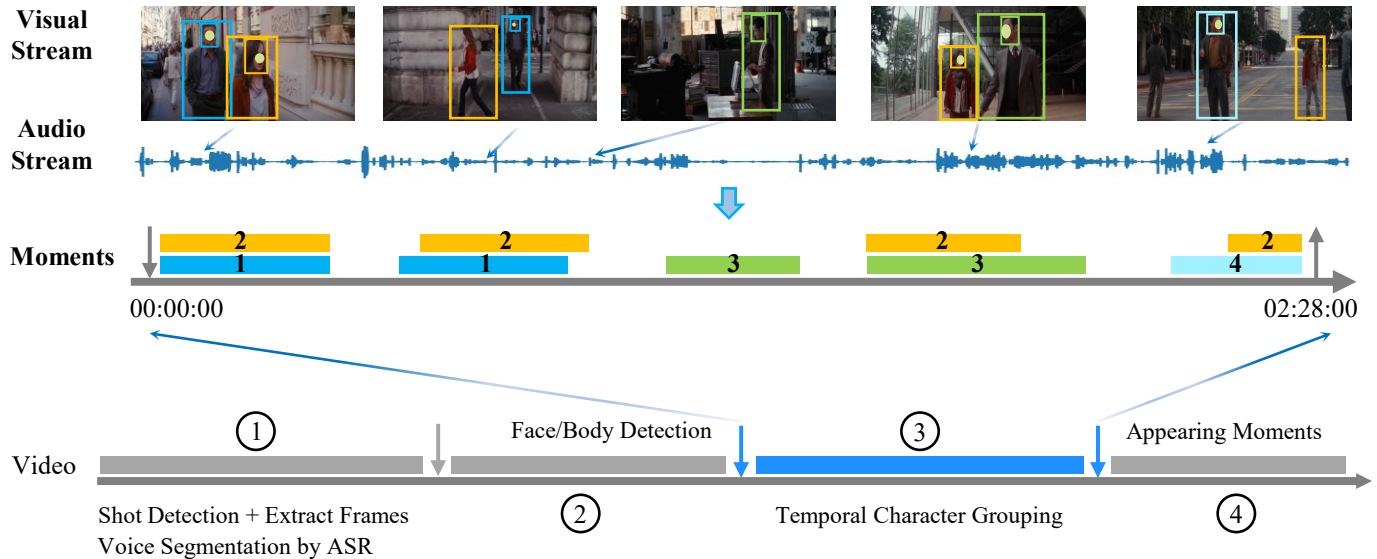 Visual
Stream
Audio
Stream
Moments
2
2
2
2
1
1
3
3
4
00:00:00
02:28:00
1
Face/Body Detection
3
Appearing Moments
Video
Shot Detection + Extract Frames
Voice Segmentation by ASR
2
Temporal Character Grouping
4